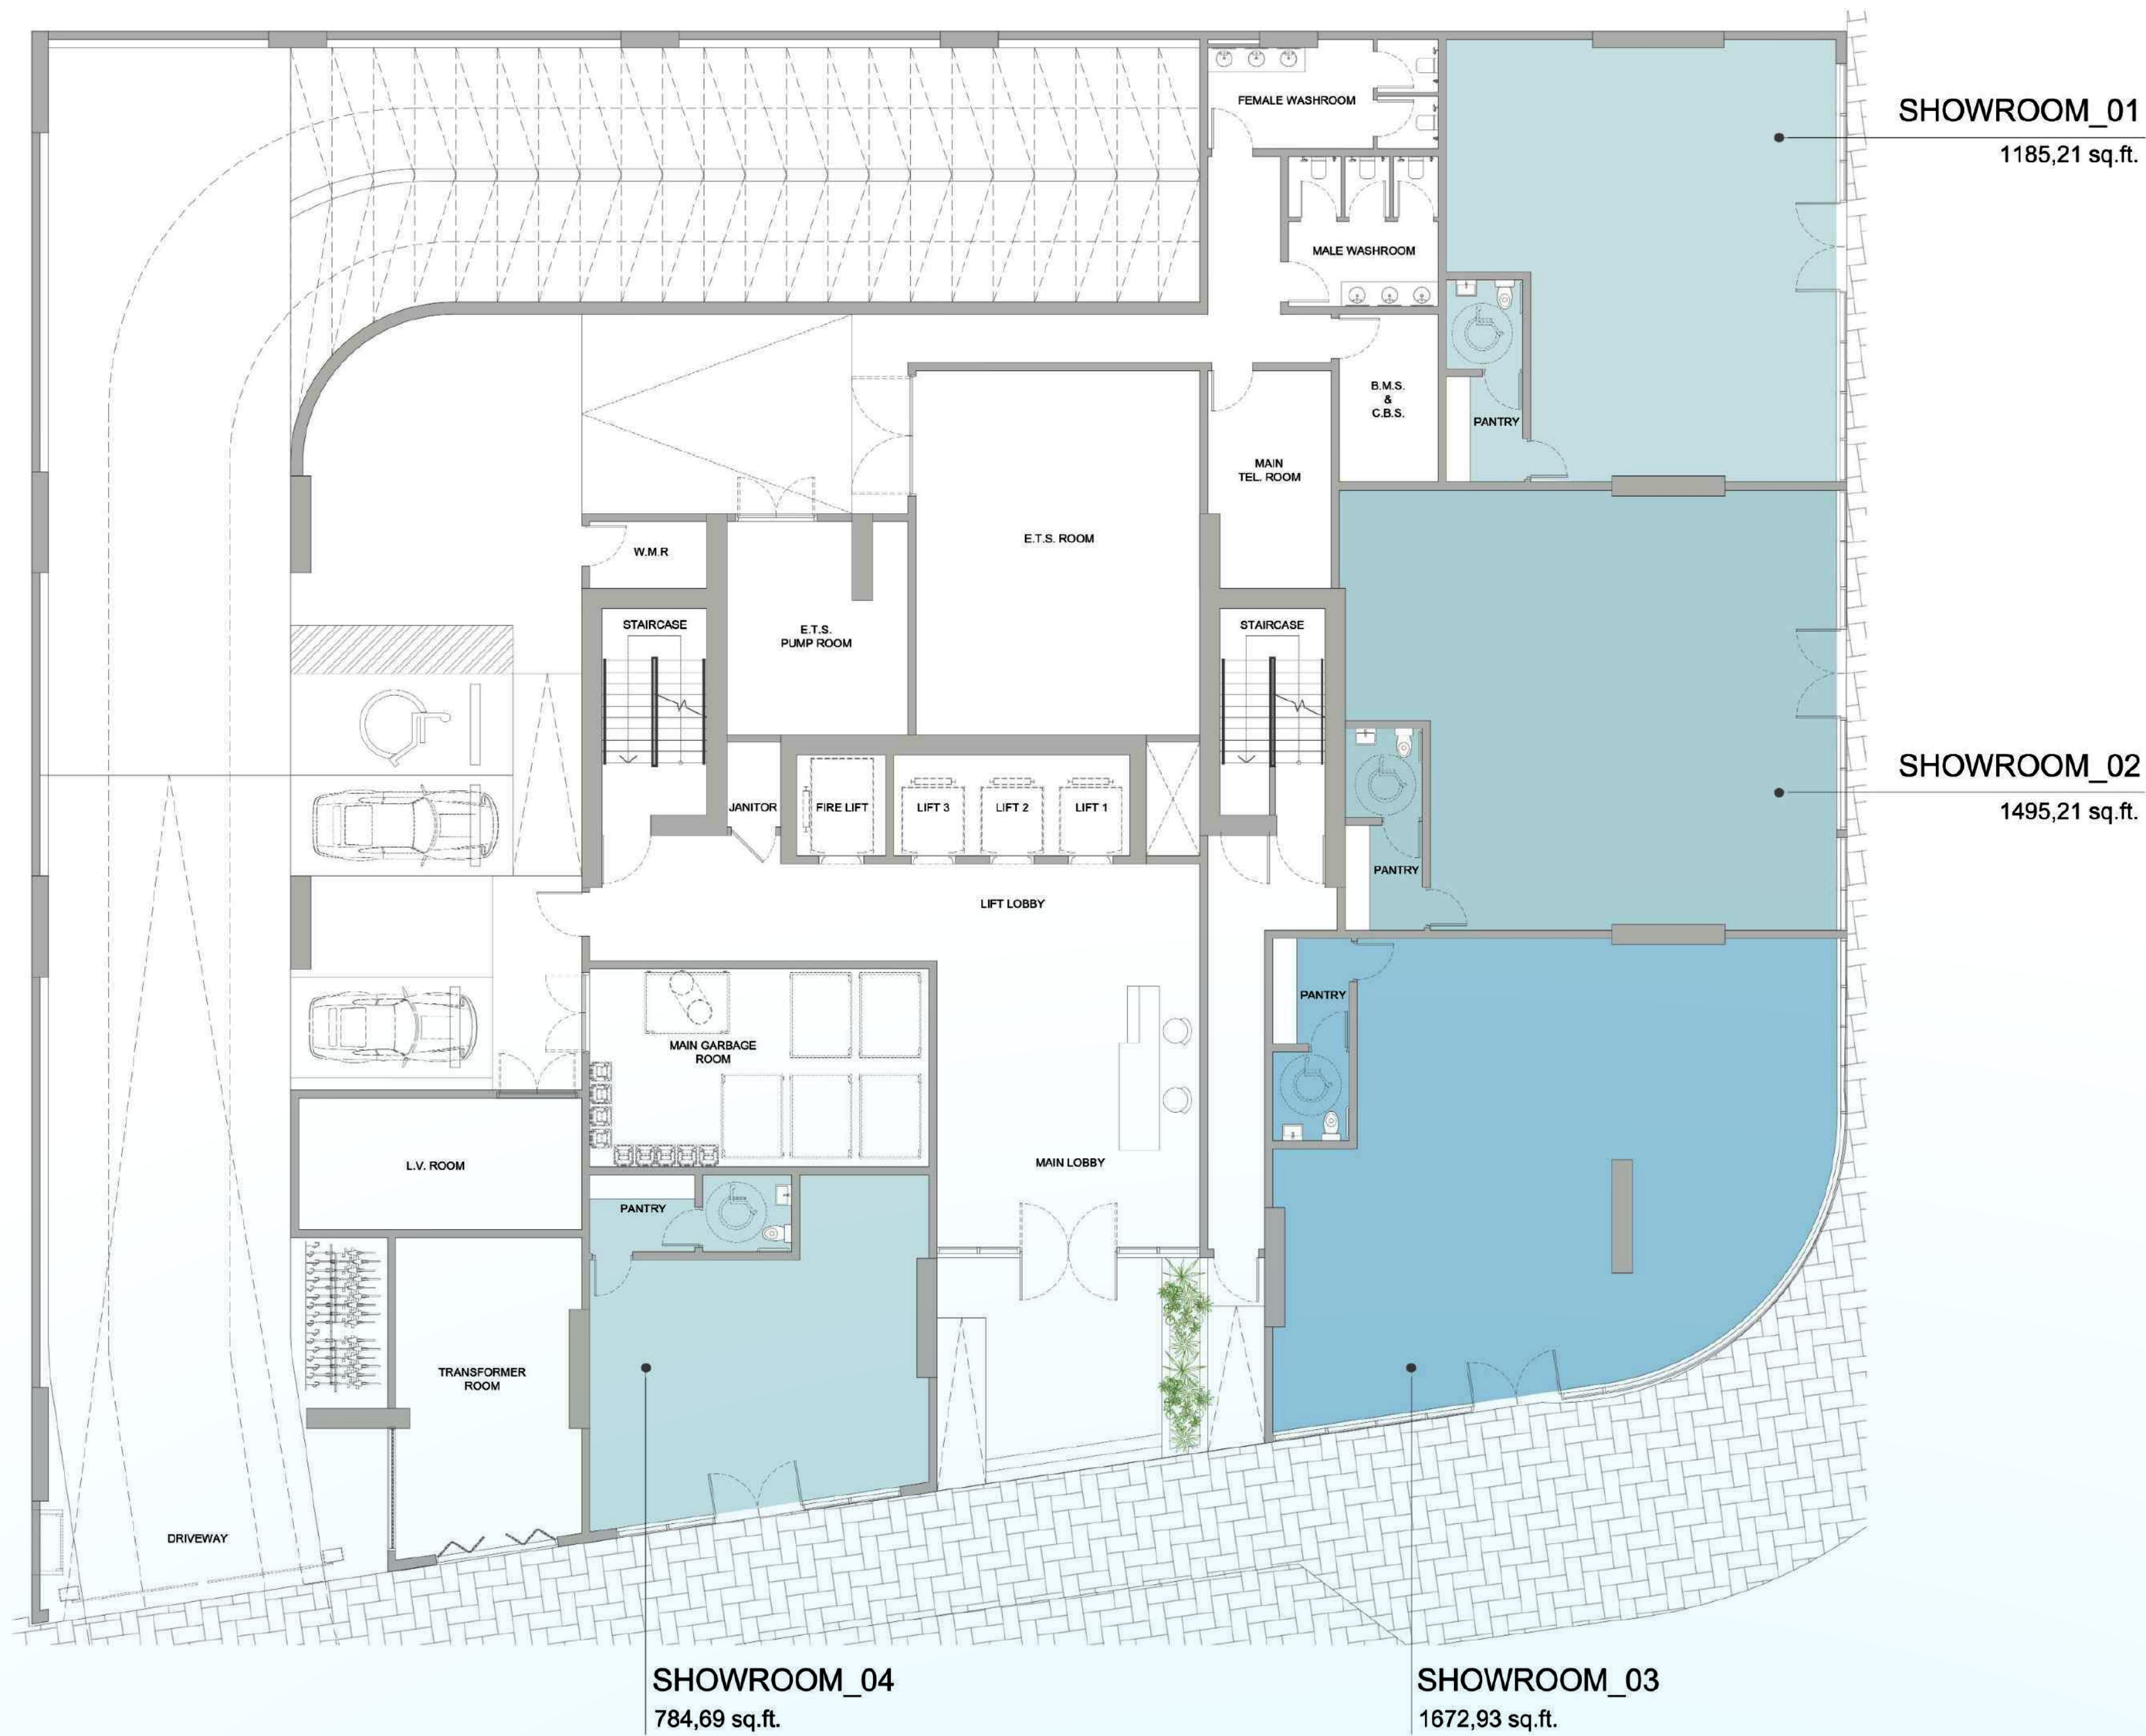 FEMALE WASHROOM
SHOWROOM_01
1185,21 sq.ft.
MALE WASHROOM
B.M.S.
&
C.B.S.
PANTRY
MAIN
TEL. ROOM
E.T.S. ROOM
W.M.R
STAIRCASE
E.T.S.
PUMP ROOM
STAIRCASE
SHOWROOM_02
1495,21 sq.ft.
JANITOR
FIRE LIFT
LIFT 3
LIFT 2
LIFT 1
PANTRY
LIFT LOBBY
PANTRY
MAIN GARBAGE
ROOM
L.V. ROOM
MAIN LOBBY
PANTRY
TRANSFORMER
ROOM
DRIVEWAY
SHOWROOM_04
784,69 sq.ft.
SHOWROOM_03
1672,93 sq.ft.